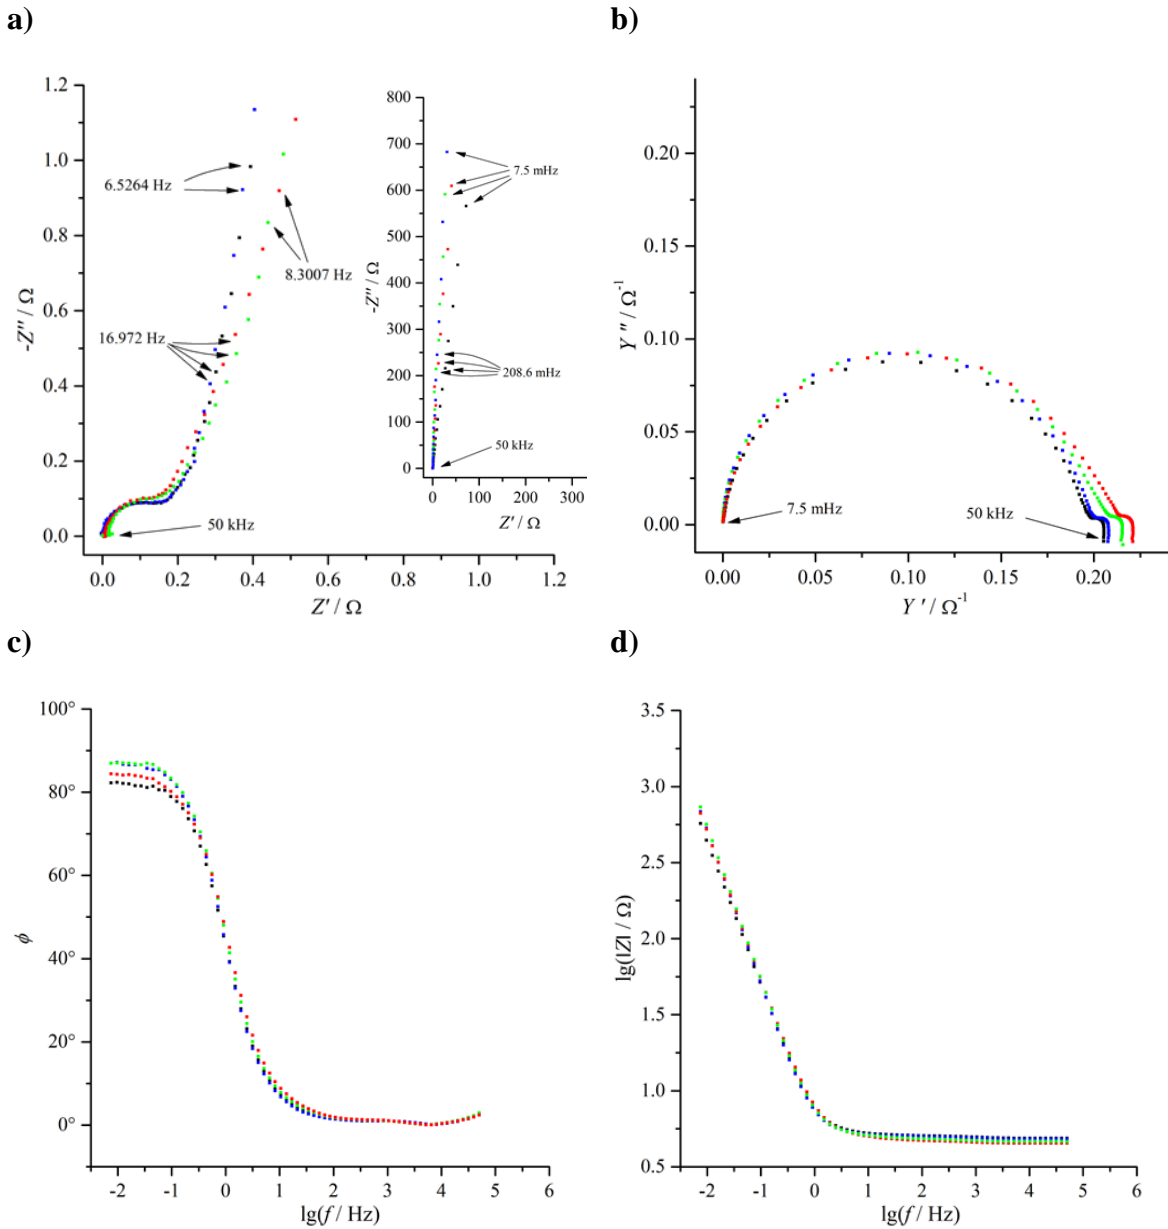 a)
b)
1.2
1.0
0.8
0.6
0.4
0.2
0.0
-Z'' / Ω
6.5264 Hz
8.3007 Hz
16.972 Hz
50 kHz
0.0 0.2 0.4 0.6 0.8 1.0 1.2
Z' / Ω
800
700
600
500
400
300
200
100
0
-Z'' / Ω
7.5 mHz
208.6 mHz
50 kHz
0 100 200 300
Z' / Ω
0.20
0.15
0.10
0.05
0.00
Y'' / Ω⁻¹
7.5 mHz
50 kHz
0.00 0.05 0.10 0.15 0.20
Y' / Ω⁻¹
c)
d)
100°
80°
60°
40°
20°
0°
ϕ
-2 -1 0 1 2 3 4 5 6
lg(f / Hz)
3.5
3.0
2.5
2.0
1.5
1.0
0.5
lg(|Z| / Ω)
-2 -1 0 1 2 3 4 5 6
lg(f / Hz)